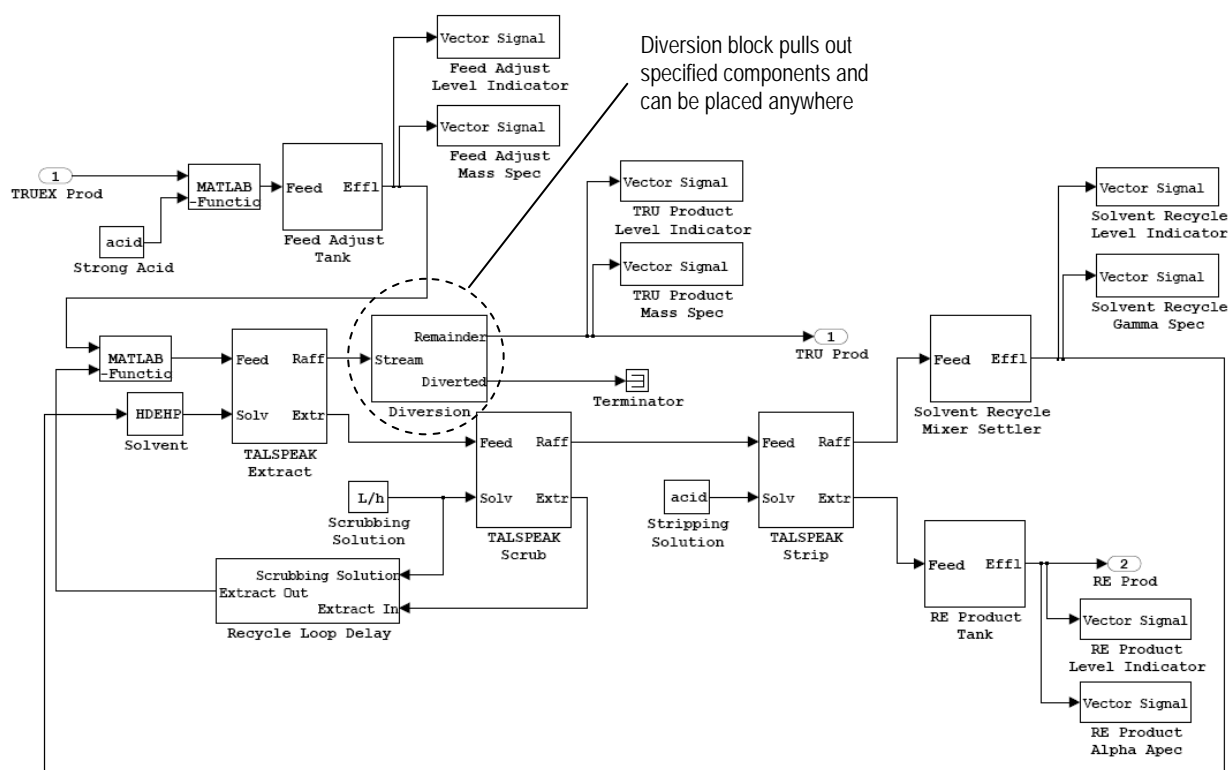 Vector Signal
Feed Adjust
Level Indicator
Vector Signal
Feed Adjust
Mass Spec
Diversion block pulls out
specified components and
can be placed anywhere
1
TRUEX Prod
MATLAB
-Functic
Feed
Effl
Feed Adjust
Tank
acid
Strong Acid
Vector Signal
TRU Product
Level Indicator
Vector Signal
TRU Product
Mass Spec
Vector Signal
Solvent Recycle
Level Indicator
Vector Signal
Solvent Recycle
Gamma Spec
MATLAB
-Functic
HDEHP
Solvent
Feed
Raff
Solv
Extr
TALSPEAK
Extract
Remainder
Stream
Diverted
Diversion
Terminator
1
TRU Prod
Feed
Effl
Solvent Recycle
Mixer Settler
L/h
Scrubbing
Solution
Feed
Raff
Solv
Extr
TALSPEAK
Scrub
acid
Stripping
Solution
Feed
Raff
Solv
Extr
TALSPEAK
Strip
Scrubbing Solution
Extract Out
Extract In
Recycle Loop Delay
Feed
Effl
RE Product
Tank
2
RE Prod
Vector Signal
RE Product
Level Indicator
Vector Signal
RE Product
Alpha Apec